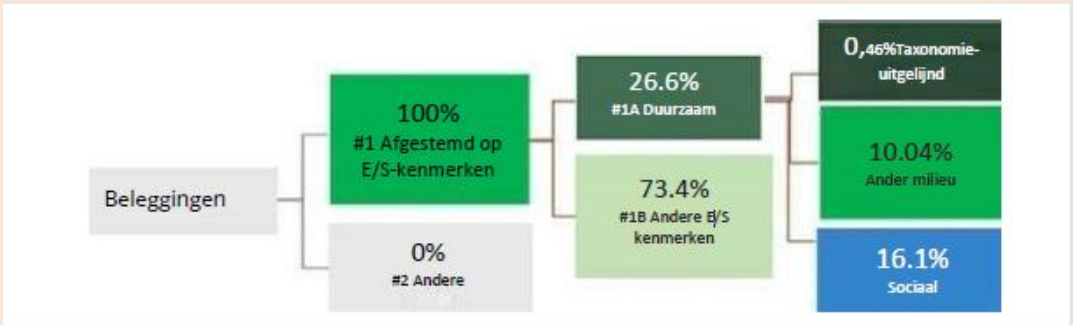 Beleggingen
100%
#1 Afgestemd op
E/S-kenmerken
0%
#2 Andere
26.6%
#1A Duurzaam
73.4%
#1B Andere E/S
kenmerken
0,46%Taxonomie-
uitgelijnd
10.04%
Ander milieu
16.1%
Sociaal